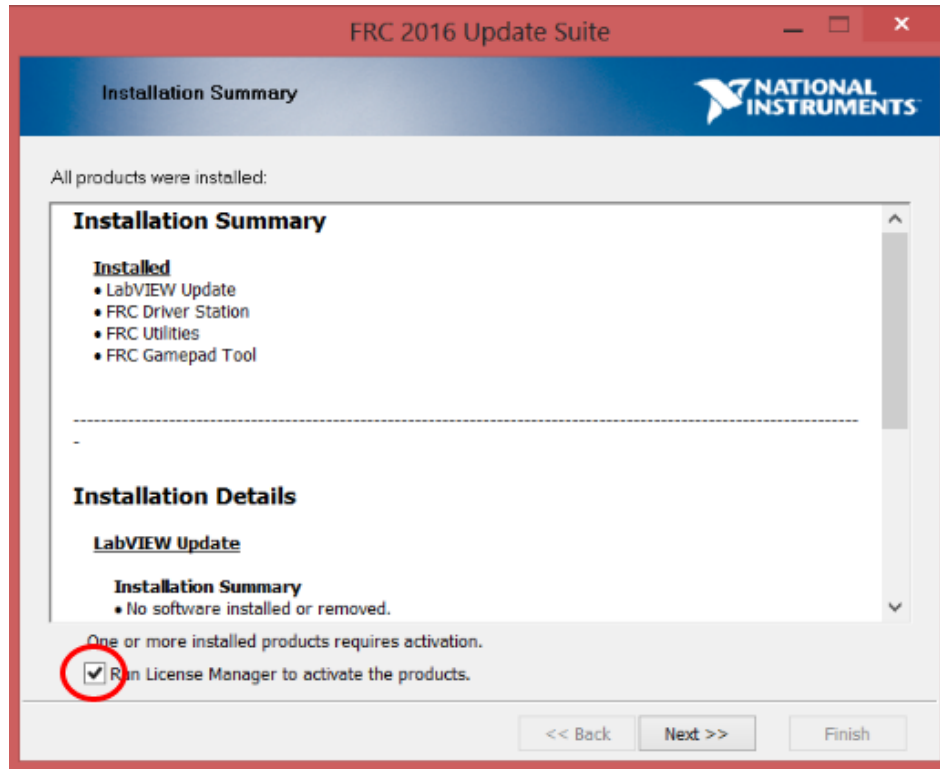 FRC 2016 Update Suite
Installation Summary
NATIONAL
INSTRUMENTS
All products were installed:
Installation Summary
Installed
• LabVIEW Update
• FRC Driver Station
• FRC Utilities
• FRC Gamepad Tool
--------------------------------------------------------------------------------
-
Installation Details
LabVIEW Update
Installation Summary
• No software installed or removed.
One or more installed products requires activation.
Run License Manager to activate the products.
<< Back Next >> Finish